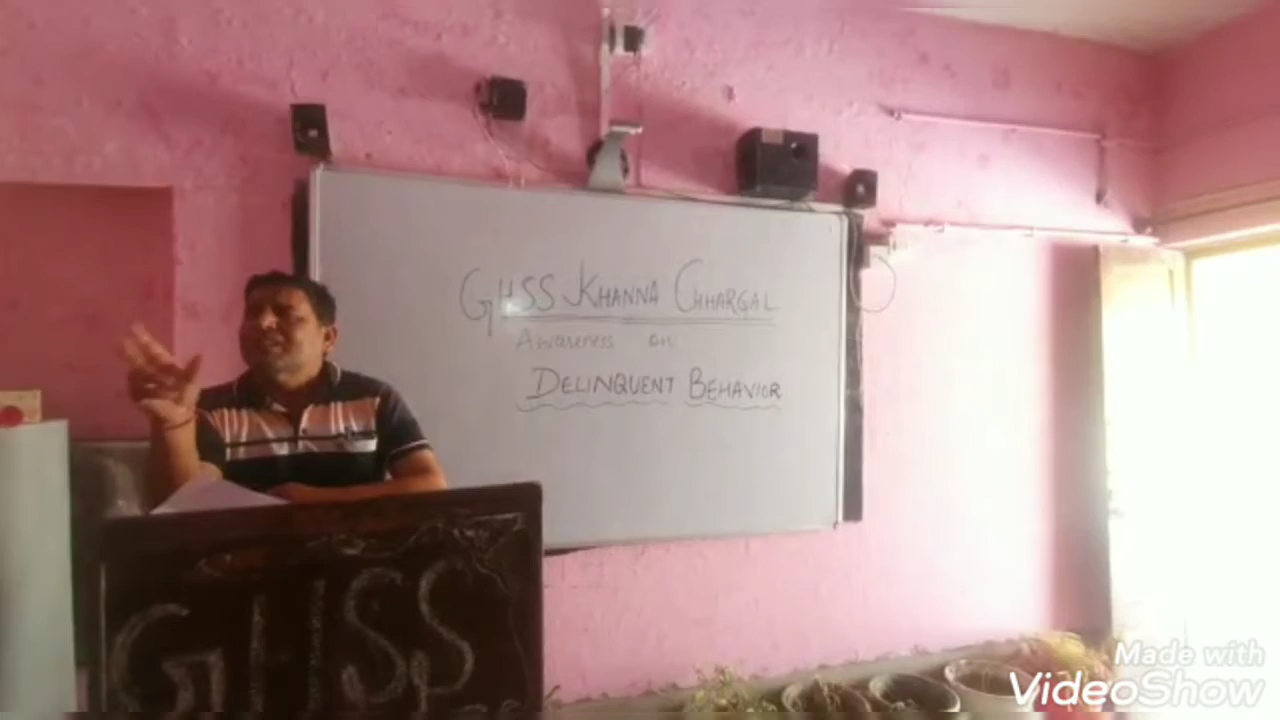 GHSS KHANNA CHHARGAL
Awareness on
DELINQUENT BEHAVIOR
GHSS
Made with
VideoShow